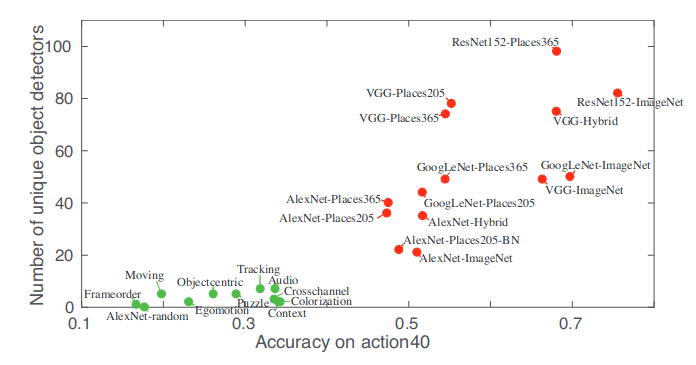 Number of unique object detectors
100
80
60
40
20
0
ResNet152-Places365
ResNet152-ImageNet
VGG-Places205
VGG-Places365
VGG-Hybrid
GoogLeNet-Places365
GoogLeNet-ImageNet
VGG-ImageNet
AlexNet-Places365
GoogLeNet-Places205
AlexNet-Places205
AlexNet-Hybrid
AlexNet-Places205-BN
AlexNet-ImageNet
Tracking
Moving
Objectcentric
Audio
Frameorder
Crosschannel
Puzzle
Colorization
AlexNet-random
Egomotion
Context
0.1
0.3
0.5
0.7
Accuracy on action40